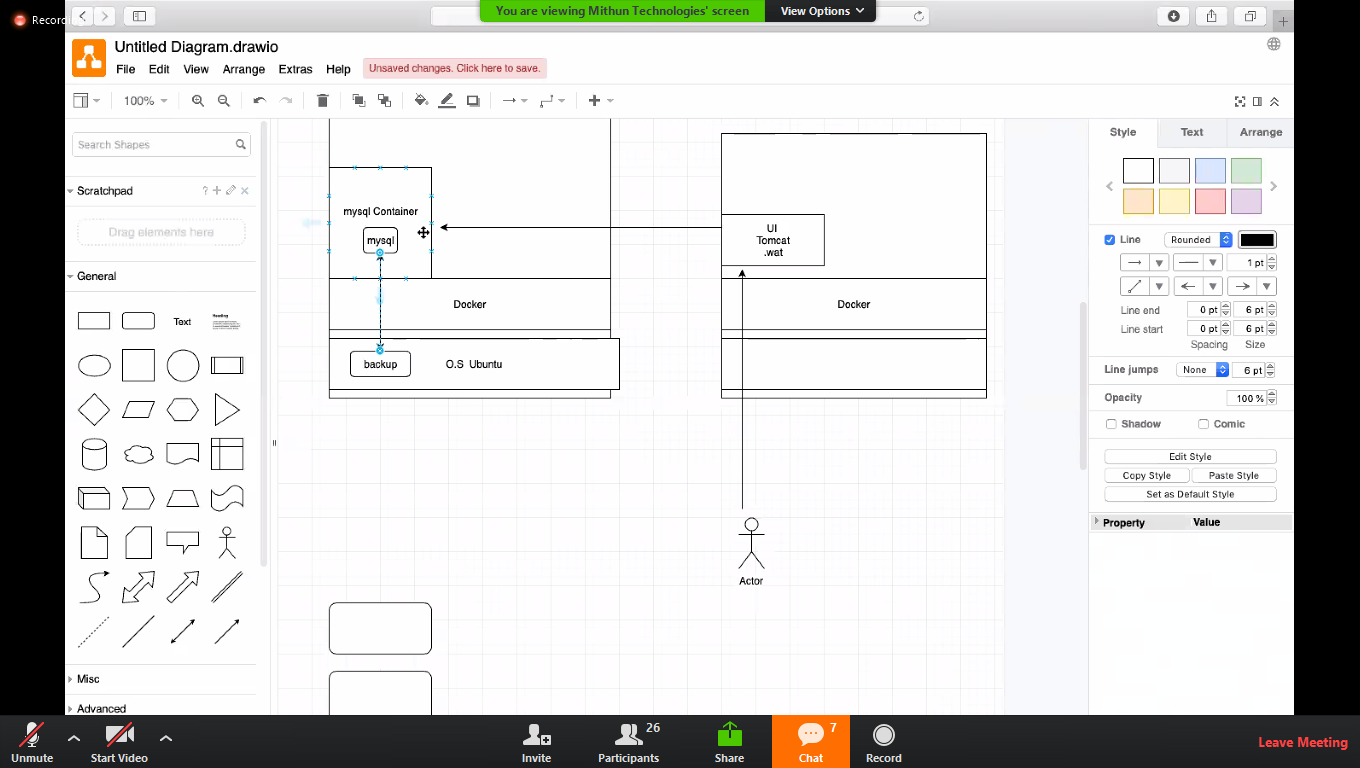 Recor
You are viewing Mithun Technologies' screen
View Options
Untitled Diagram.drawio
File Edit View Arrange Extras Help
Unsaved changes. Click here to save.
100%
Search Shapes
Scratchpad
?
Drag elements here
General
Text
Heading
Misc
Advanced
mysql Container
mysql
Docker
backup
O.S Ubuntu
UI
Tomcat
.wat
Docker
Actor
Style Text Arrange
Line
Rounded
1 pt
Line end
0 pt
6 pt
Line start
0 pt
6 pt
Spacing
Size
Line jumps
None
6 pt
Opacity
100 %
Shadow
Comic
Edit Style
Copy Style
Paste Style
Set as Default Style
Property
Value
Unmute
Start Video
Invite
26
Participants
Share
7
Chat
Record
Leave Meeting